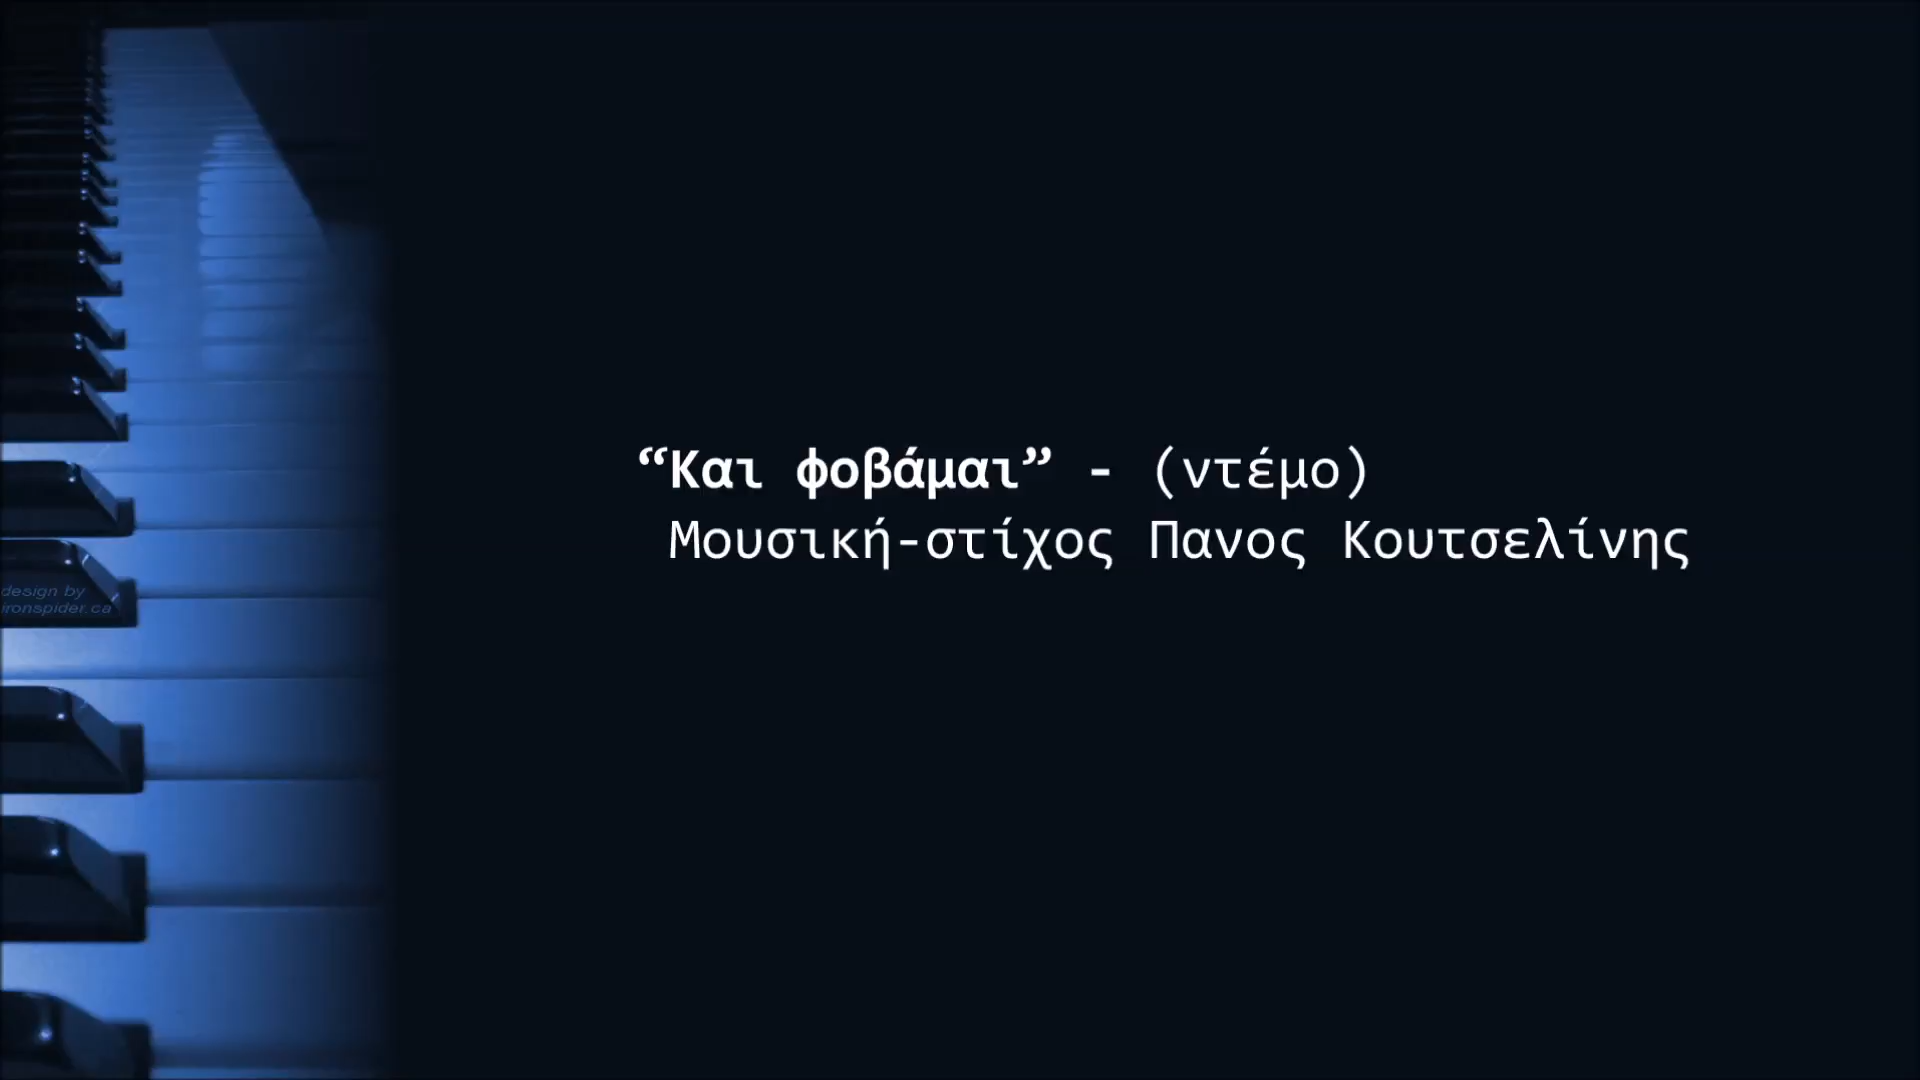 “Και φοβάμαι” - (ντέμο)
Μουσική-στίχος Πανος Κουτσελίνης
design by
ironspider.ca